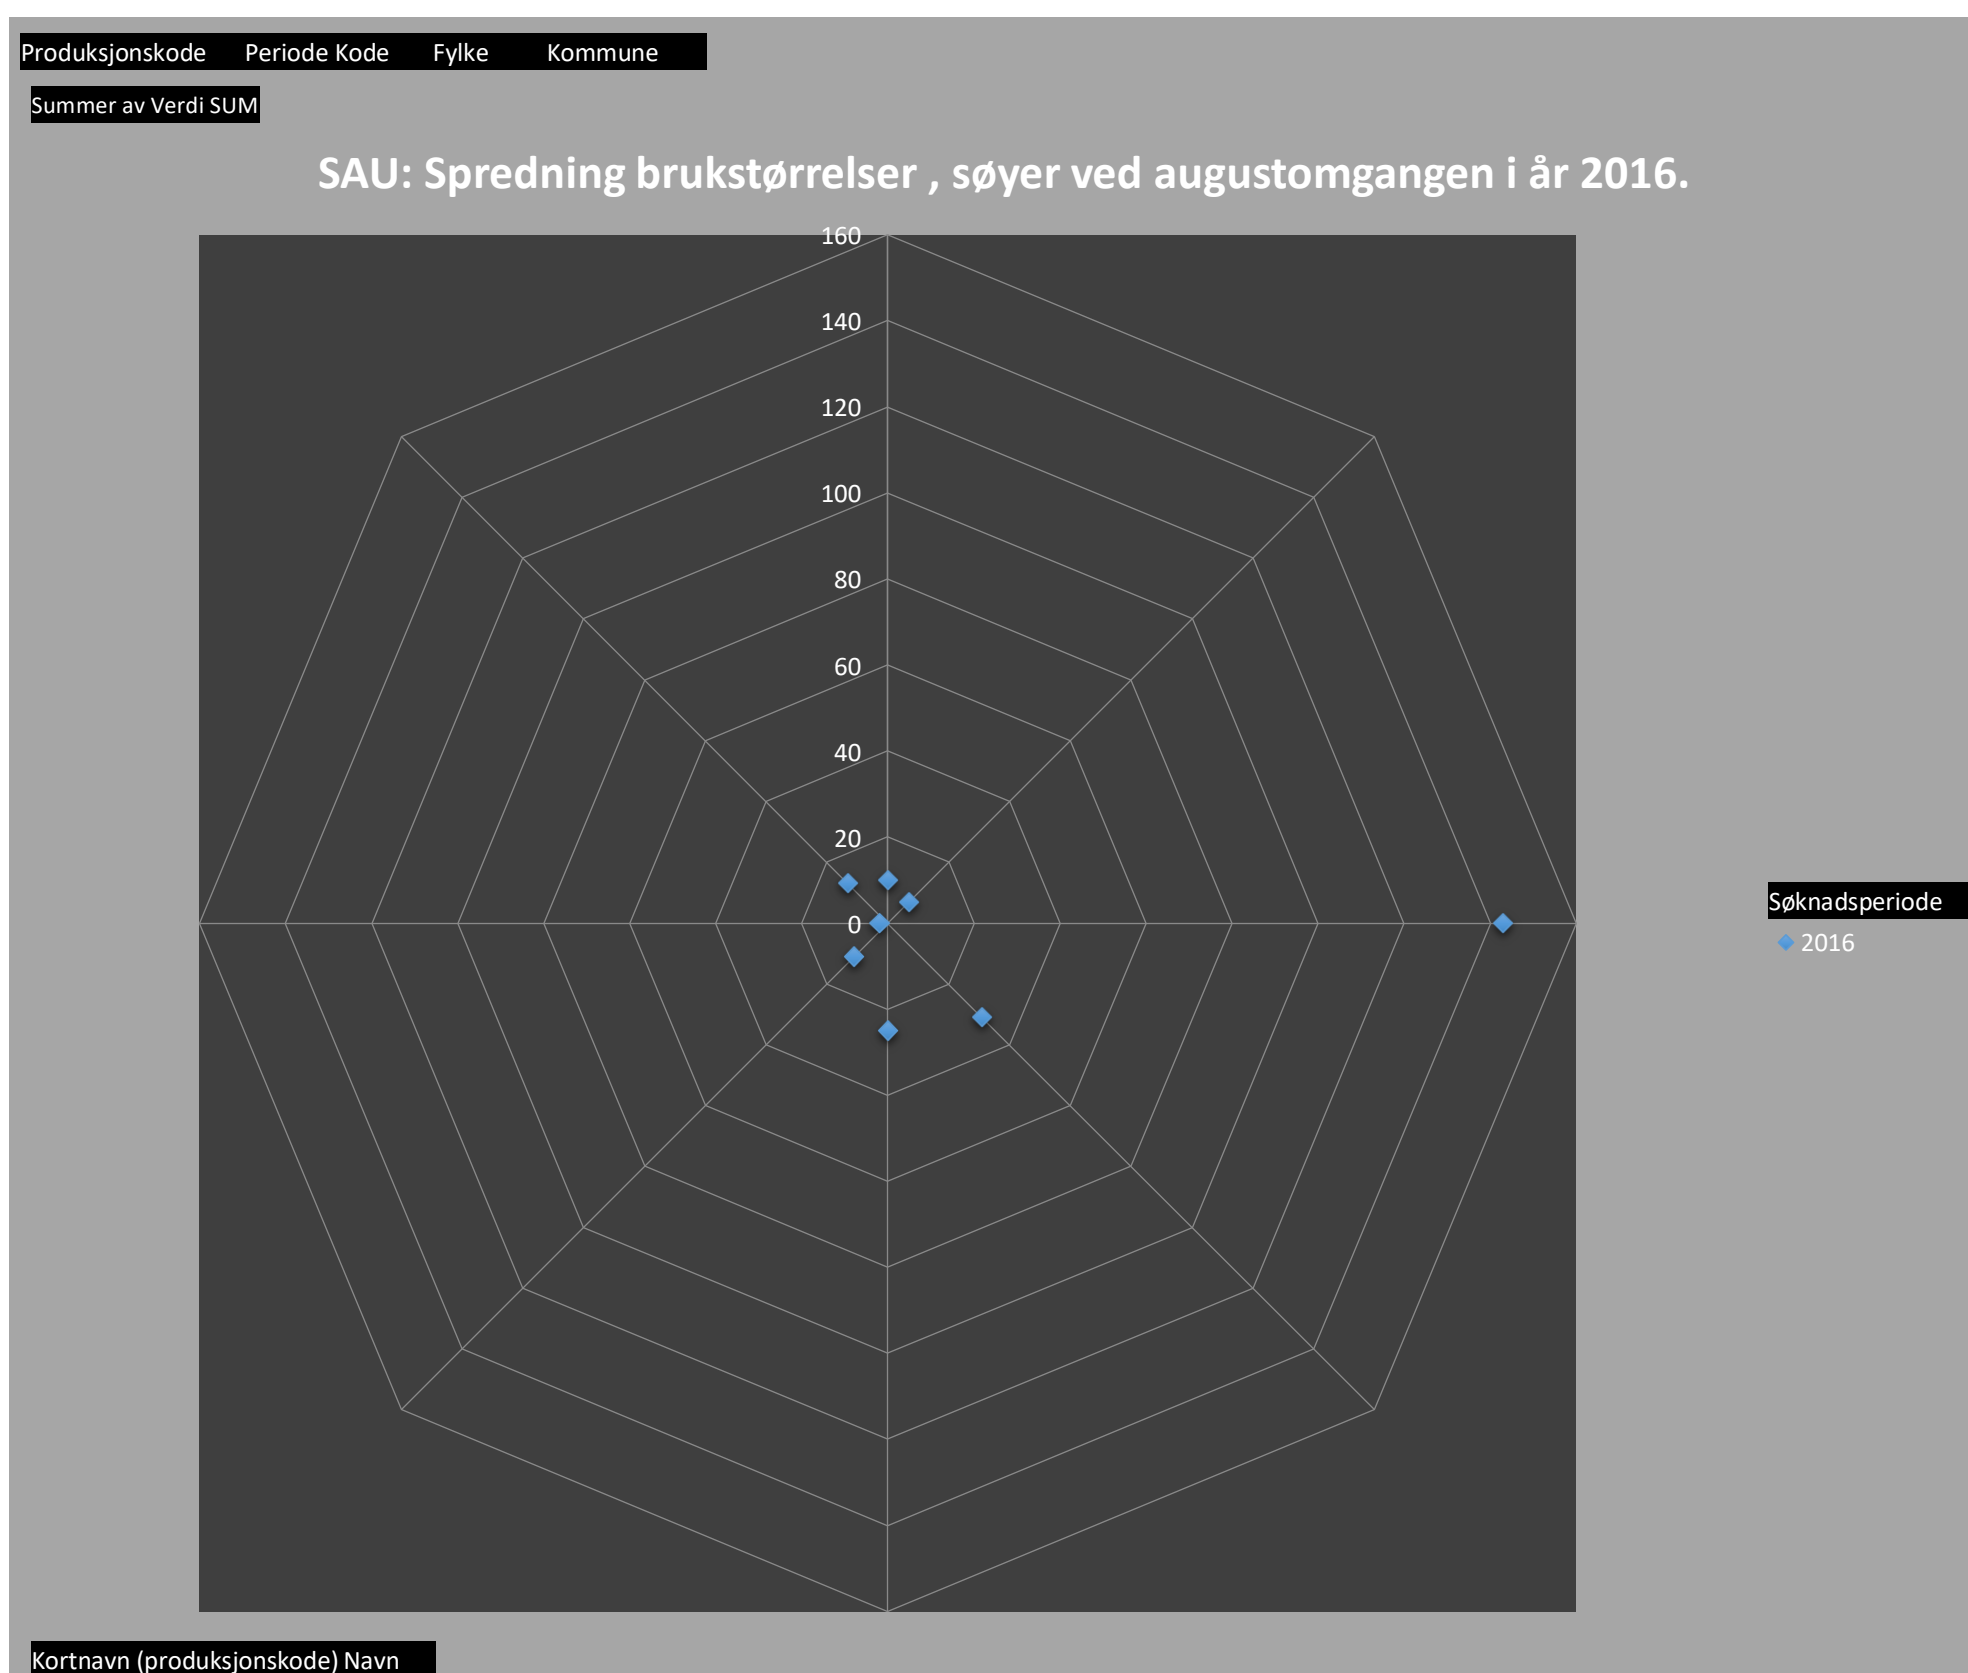 Produksjonskode Periode Kode Fylke Kommune
Summer av Verdi SUM
SAU: Spredning brukstørrelser , søyer ved augustomgangen i år 2016.
160
140
120
100
80
60
40
20
0
Søknadsperiode
2016
Kortnavn (produksjonskode) Navn